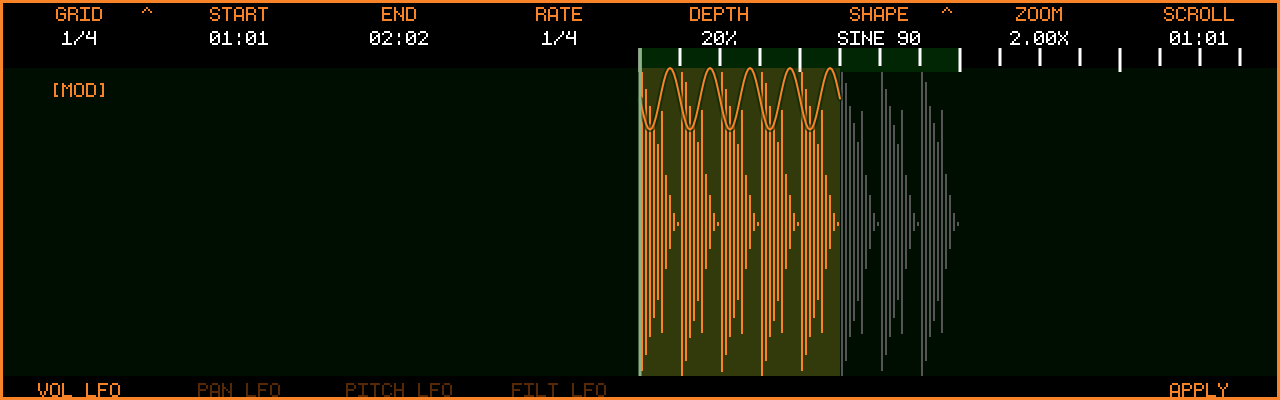 GRID ^ START END RATE DEPTH SHAPE ^ ZOOM SCROLL
1/4 01:01 02:02 1/4 20% SINE 90 2.00X 01:01
[MOD]
VOL LFO PAN LFO PITCH LFO FILT LFO APPLY